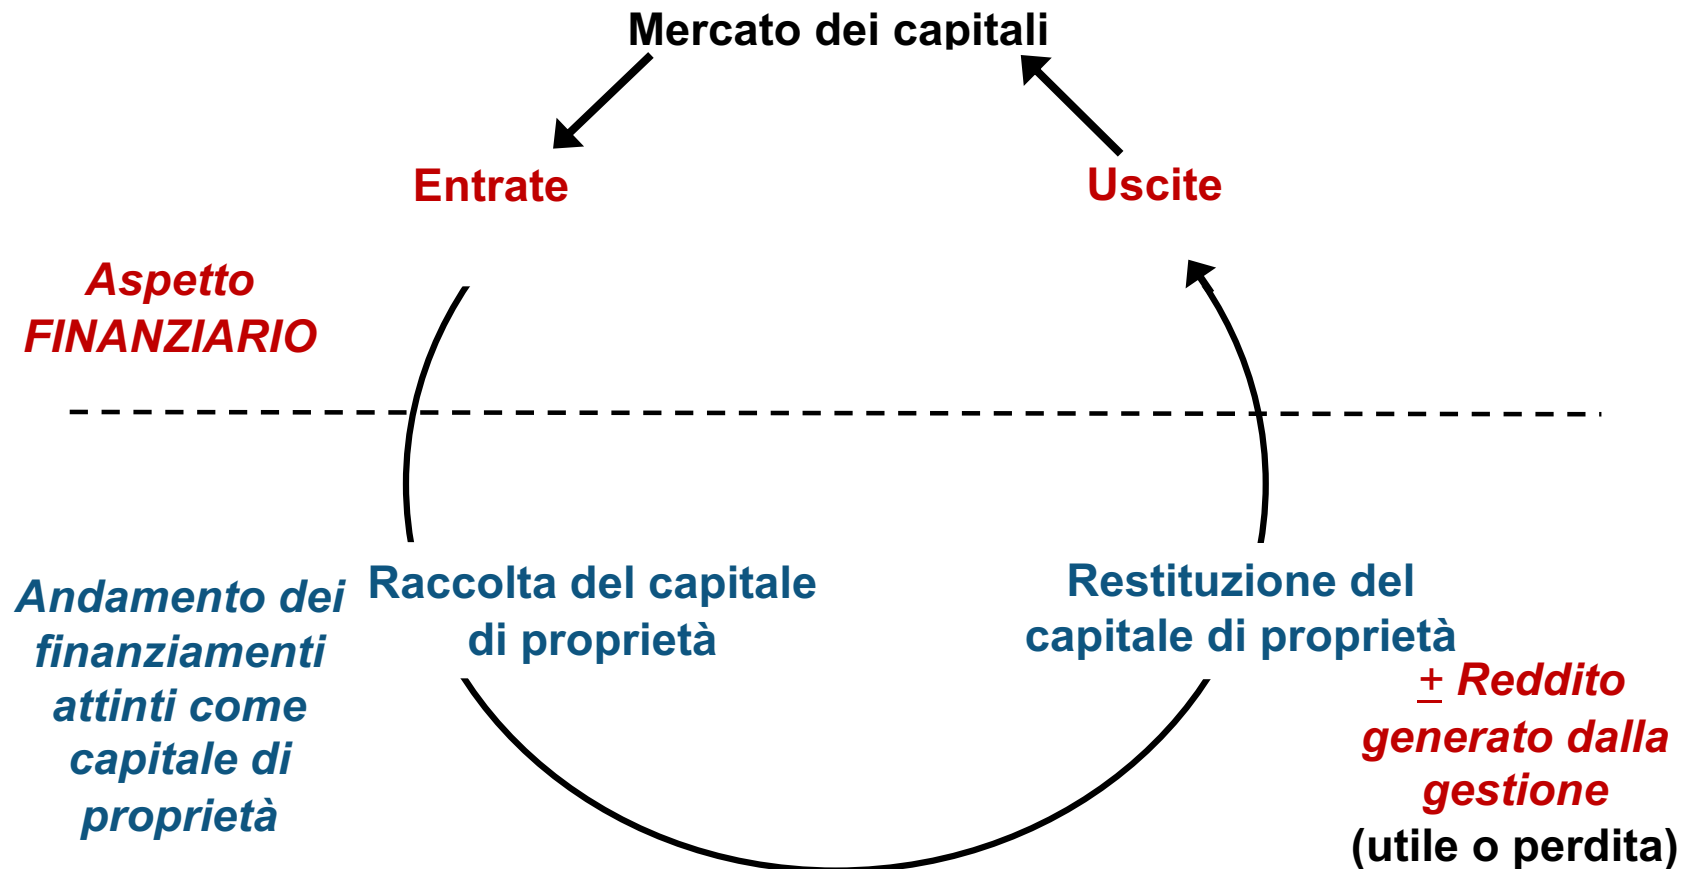 Mercato dei capitali
Entrate
Uscite
Aspetto
FINANZIARIO
Andamento dei
finanziamenti
attinti come
capitale di
proprietà
Raccolta del capitale
di proprietà
Restituzione del
capitale di proprietà
± Reddito
generato dalla
gestione
(utile o perdita)